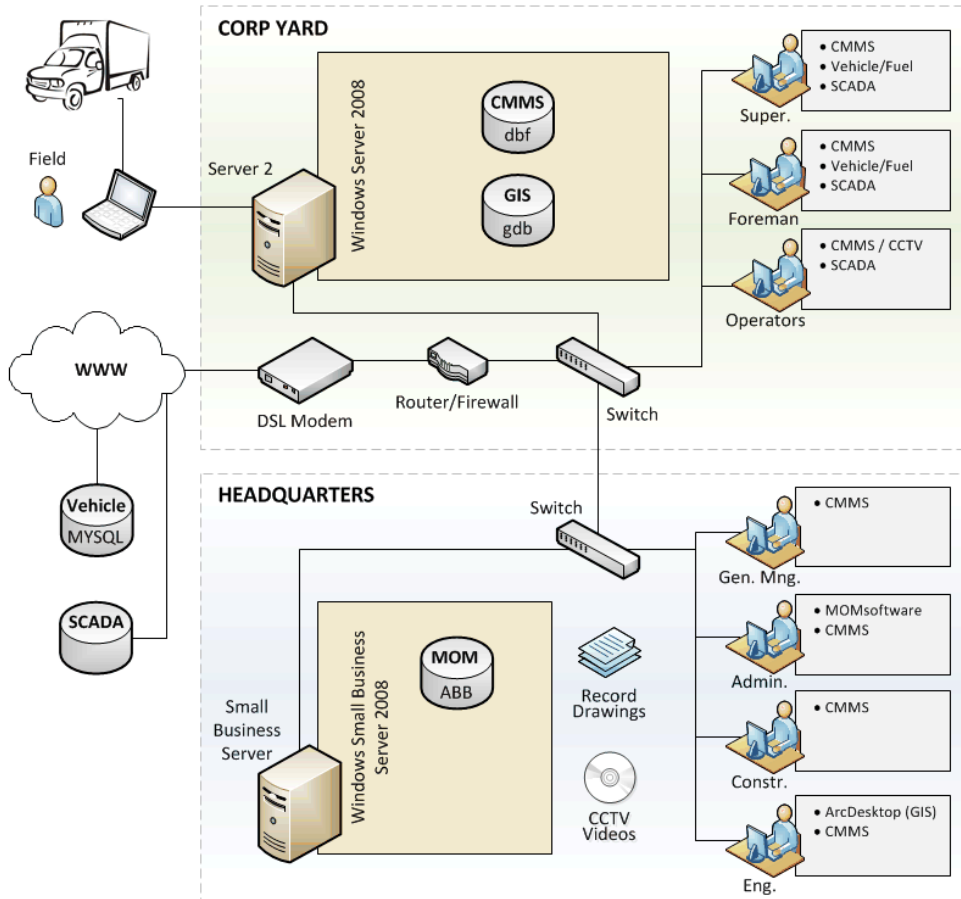 CORP YARD
Field
Server 2
Windows Server 2008
CMMS
dbf
GIS
gdb
Super.
• CMMS
• Vehicle/Fuel
• SCADA
Foreman
• CMMS
• Vehicle/Fuel
• SCADA
Operators
• CMMS / CCTV
• SCADA
WWW
DSL Modem
Router/Firewall
Switch
Vehicle
MYSQL
SCADA
HEADQUARTERS
Switch
Small
Business
Server
Windows Small Business
Server 2008
MOM
ABB
Record
Drawings
CCTV
Videos
Gen. Mng.
• CMMS
Admin.
• MOMsoftware
• CMMS
Constr.
• CMMS
Eng.
• ArcDesktop (GIS)
• CMMS